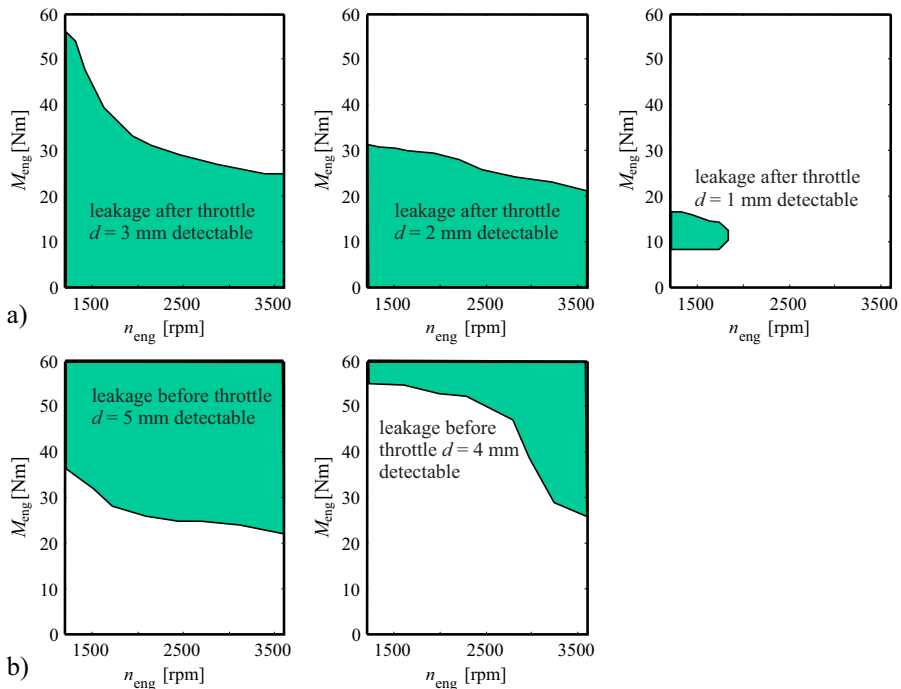 a)
60
50
40
30
20
10
0
M_eng [Nm]
leakage after throttle
d = 3 mm detectable
1500 2500 3500
n_eng [rpm]
60
50
40
30
20
10
0
M_eng [Nm]
leakage after throttle
d = 2 mm detectable
1500 2500 3500
n_eng [rpm]
60
50
40
30
20
10
0
M_eng [Nm]
leakage after throttle
d = 1 mm detectable
1500 2500 3500
n_eng [rpm]
b)
60
50
40
30
20
10
0
M_eng [Nm]
leakage before throttle
d = 5 mm detectable
1500 2500 3500
n_eng [rpm]
60
50
40
30
20
10
0
M_eng [Nm]
leakage before
throttle d = 4 mm
detectable
1500 2500 3500
n_eng [rpm]